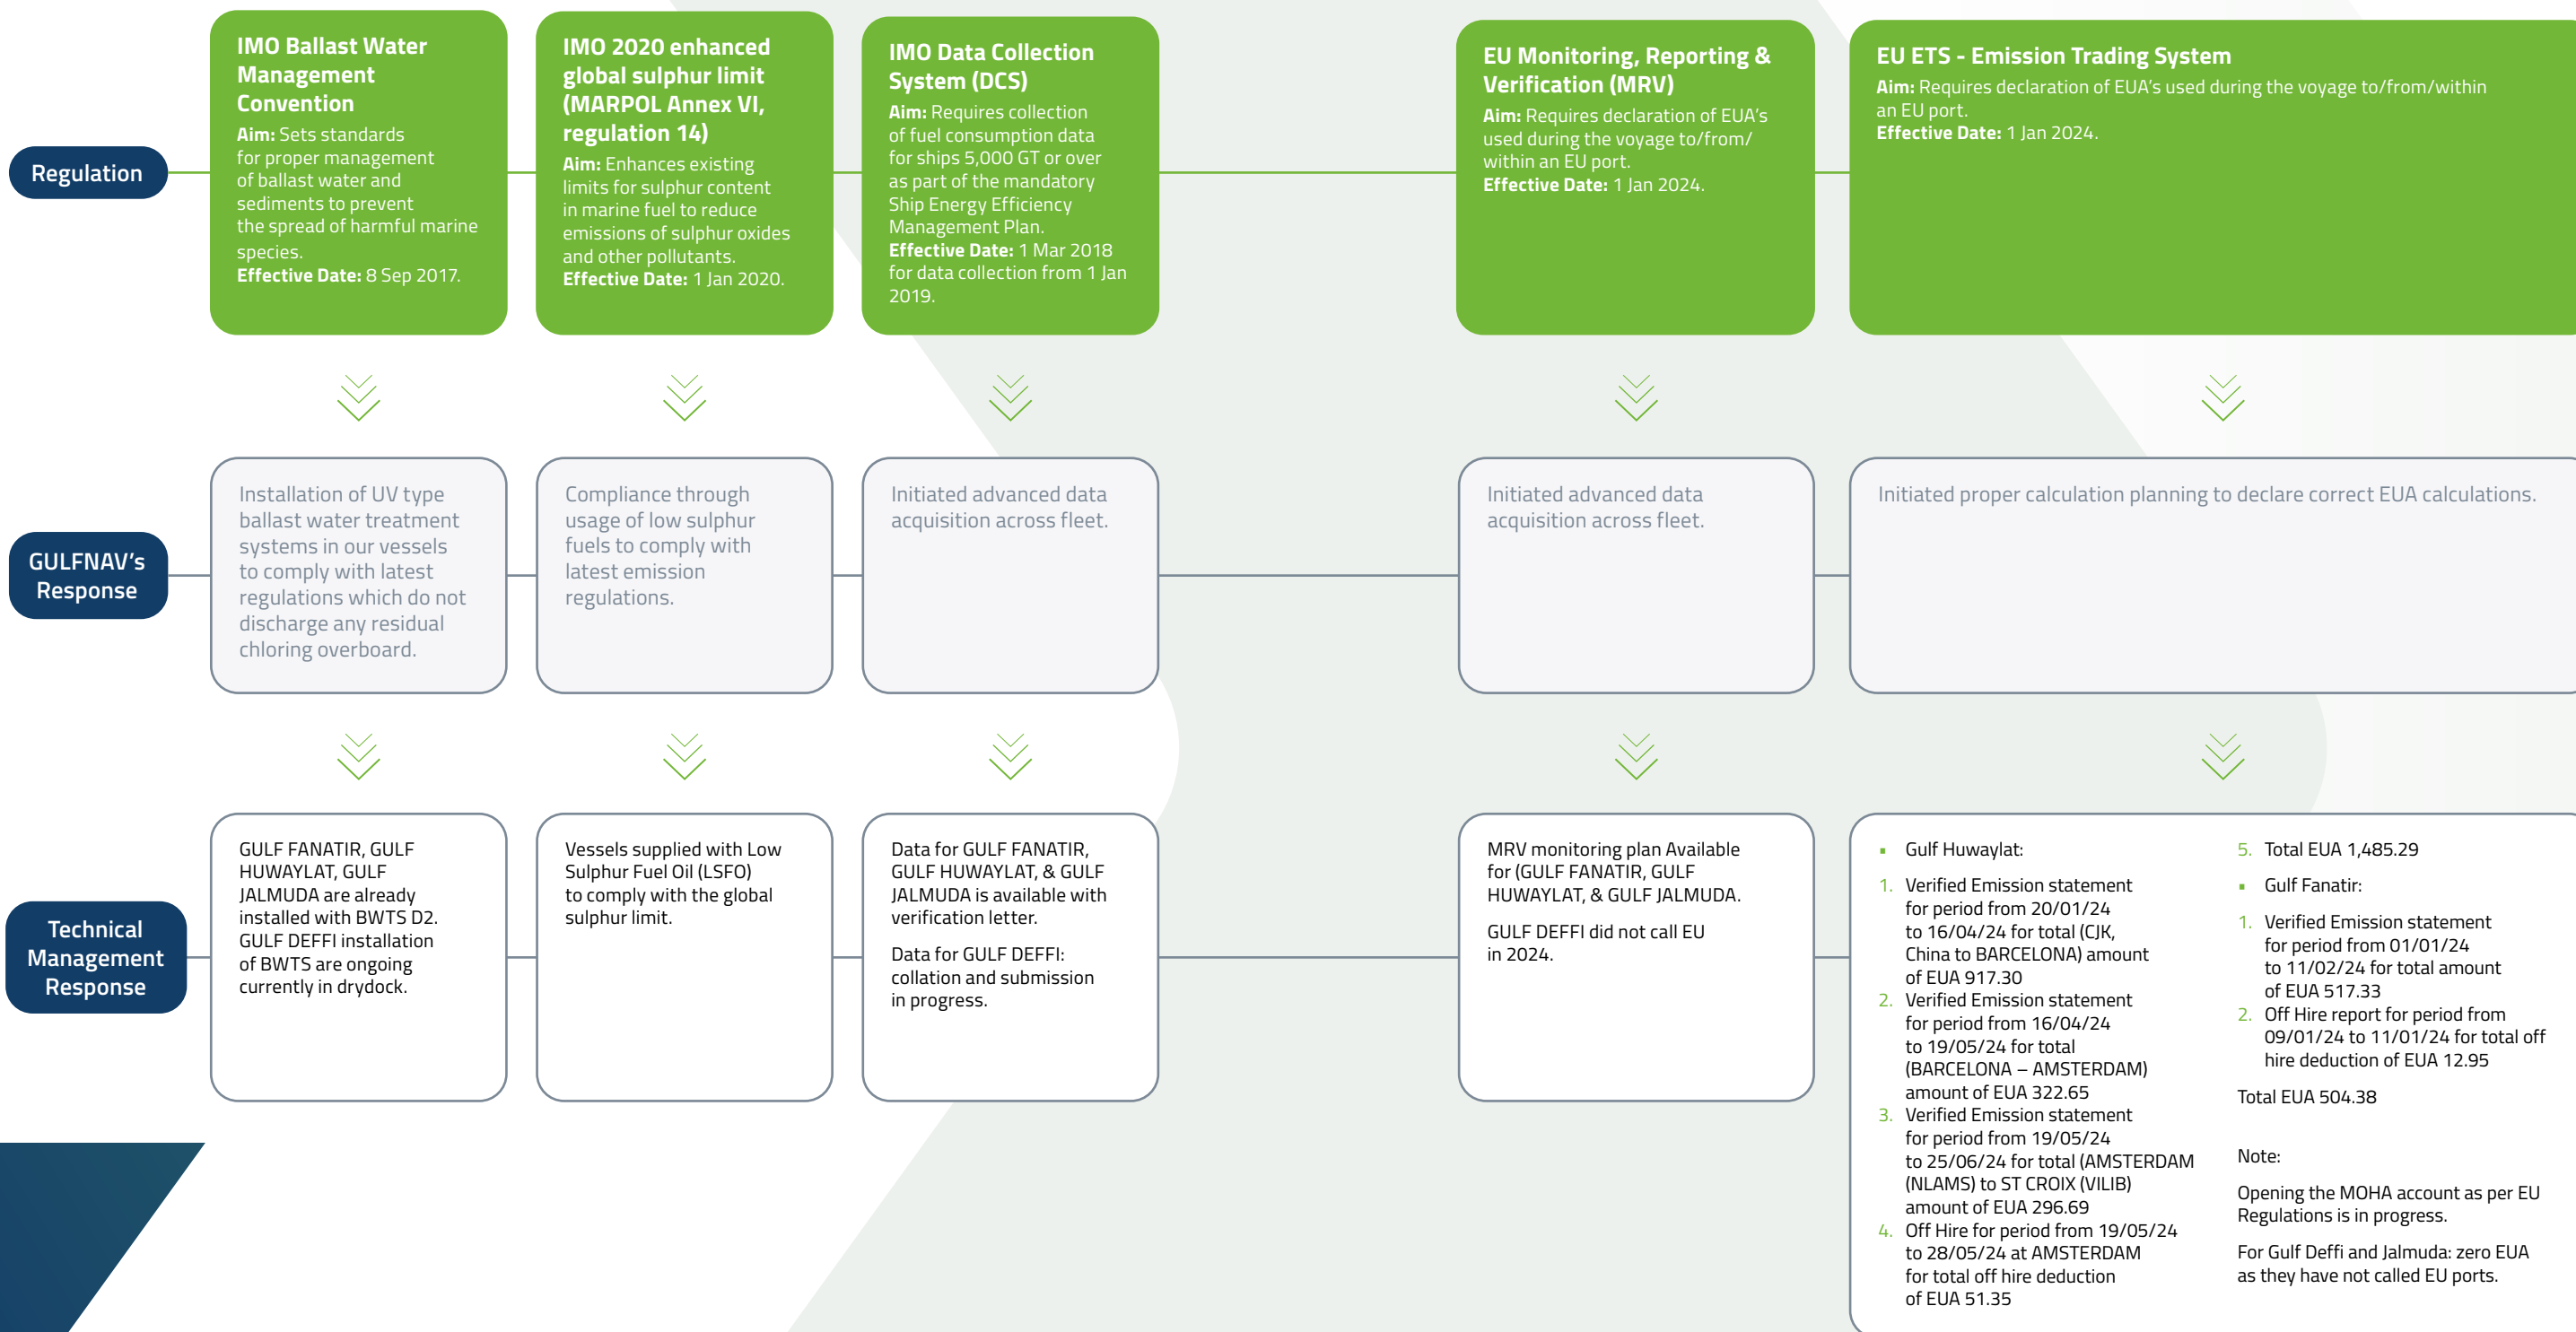 Regulation
IMO Ballast Water
Management
Convention
Aim: Sets standards
for proper management
of ballast water and
sediments to prevent
the spread of harmful marine
species.
Effective Date: 8 Sep 2017.
IMO 2020 enhanced
global sulphur limit
(MARPOL Annex VI,
regulation 14)
Aim: Enhances existing
limits for sulphur content
in marine fuel to reduce
emissions of sulphur oxides
and other pollutants.
Effective Date: 1 Jan 2020.
IMO Data Collection
System (DCS)
Aim: Requires collection
of fuel consumption data
for ships 5,000 GT or over
as part of the mandatory
Ship Energy Efficiency
Management Plan.
Effective Date: 1 Mar 2018
for data collection from 1 Jan
2019.
EU Monitoring, Reporting &
Verification (MRV)
Aim: Requires declaration of EUA's
used during the voyage to/from/
within an EU port.
Effective Date: 1 Jan 2024.
EU ETS - Emission Trading System
Aim: Requires declaration of EUA's used during the voyage to/from/within
an EU port.
Effective Date: 1 Jan 2024.
GULFNAV's
Response
Installation of UV type
ballast water treatment
systems in our vessels
to comply with latest
regulations which do not
discharge any residual
chloring overboard.
Compliance through
usage of low sulphur
fuels to comply with
latest emission
regulations.
Initiated advanced data
acquisition across fleet.
Initiated advanced data
acquisition across fleet.
Initiated proper calculation planning to declare correct EUA calculations.
Technical
Management
Response
GULF FANATIR, GULF
HUWAYLAT, GULF
JALMUDA are already
installed with BWTS D2.
GULF DEFFI installation
of BWTS are ongoing
currently in drydock.
Vessels supplied with Low
Sulphur Fuel Oil (LSFO)
to comply with the global
sulphur limit.
Data for GULF FANATIR,
GULF HUWAYLAT, & GULF
JALMUDA is available with
verification letter.
Data for GULF DEFFI:
collation and submission
in progress.
MRV monitoring plan Available
for (GULF FANATIR, GULF
HUWAYLAT, & GULF JALMUDA.
GULF DEFFI did not call EU
in 2024.
▪ Gulf Huwaylat:
1. Verified Emission statement
for period from 20/01/24
to 16/04/24 for total (CJK,
China to BARCELONA) amount
of EUA 917.30
2. Verified Emission statement
for period from 16/04/24
to 19/05/24 for total
(BARCELONA – AMSTERDAM)
amount of EUA 322.65
3. Verified Emission statement
for period from 19/05/24
to 25/06/24 for total (AMSTERDAM
(NLAMS) to ST CROIX (VILIB)
amount of EUA 296.69
4. Off Hire for period from 19/05/24
to 28/05/24 at AMSTERDAM
for total off hire deduction
of EUA 51.35
5. Total EUA 1,485.29
▪ Gulf Fanatir:
1. Verified Emission statement
for period from 01/01/24
to 11/02/24 for total amount
of EUA 517.33
2. Off Hire report for period from
09/01/24 to 11/01/24 for total off
hire deduction of EUA 12.95
Total EUA 504.38
Note:
Opening the MOHA account as per EU
Regulations is in progress.
For Gulf Deffi and Jalmuda: zero EUA
as they have not called EU ports.